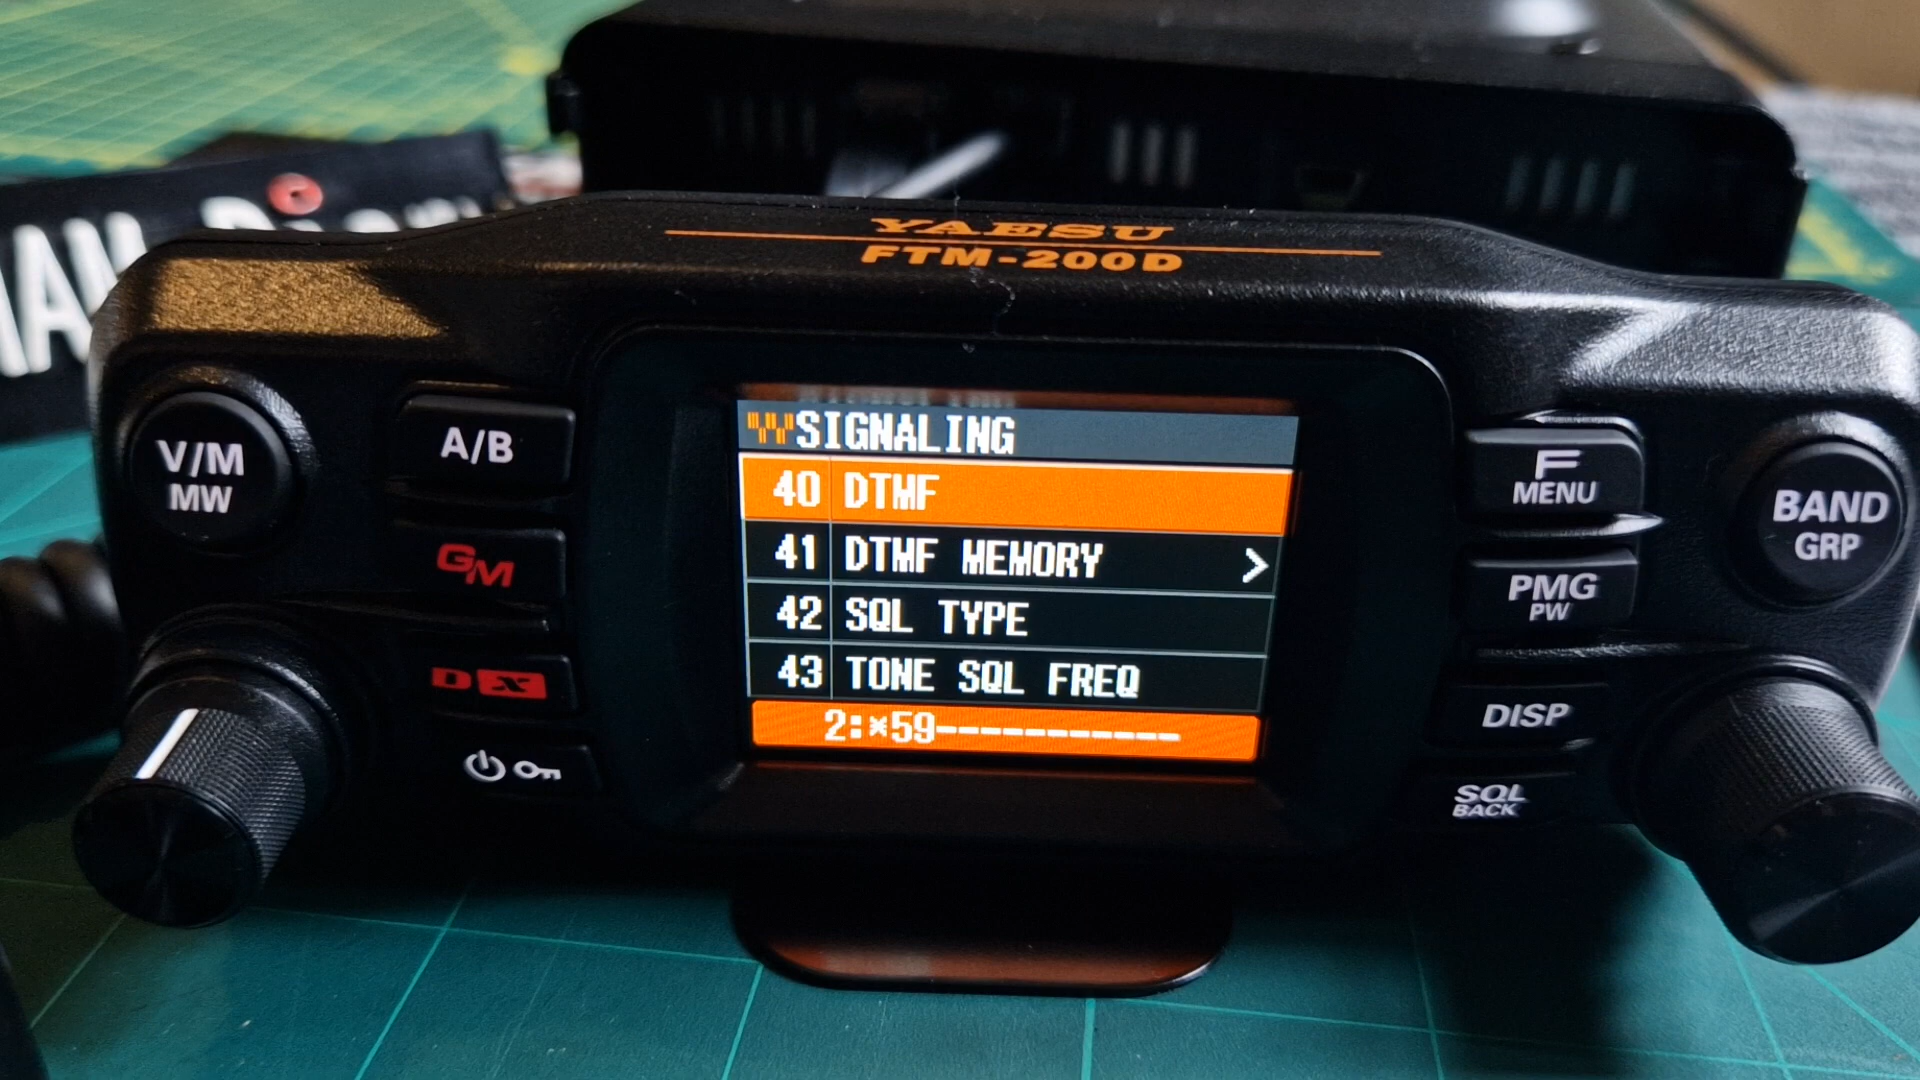 YAESU
FTM-200D
V/M
MW
A/B
GM
DX
SIGNALING
40 DTMF
41 DTMF MEMORY >
42 SQL TYPE
43 TONE SQL FREQ
2:*59-----------
F
MENU
PMG
PW
DISP
SQL
BACK
BAND
GRP